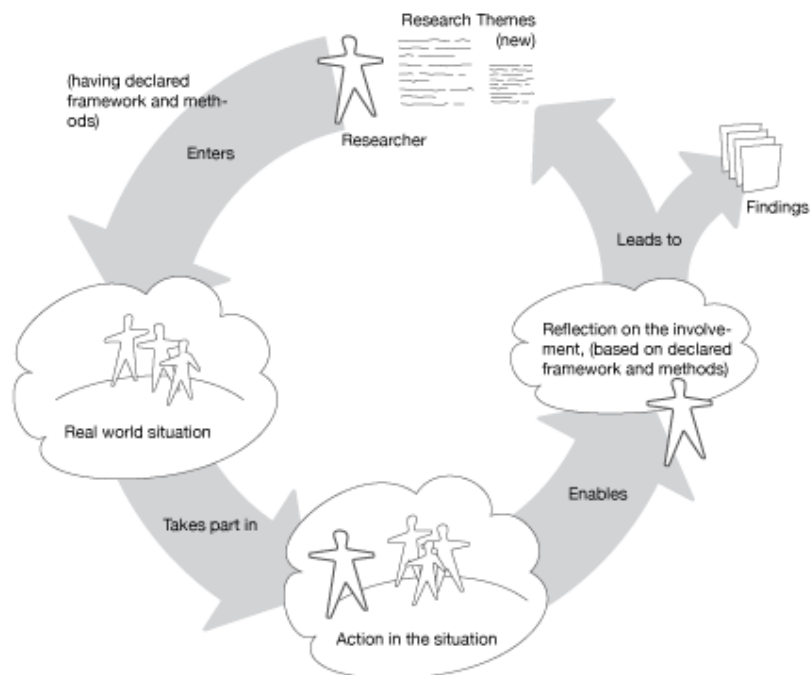 Research Themes
(new)
(having declared
framework and meth-
ods)
Enters
Researcher
Findings
Leads to
Reflection on the involve-
ment, (based on declared
framework and methods)
Real world situation
Enables
Takes part in
Action in the situation